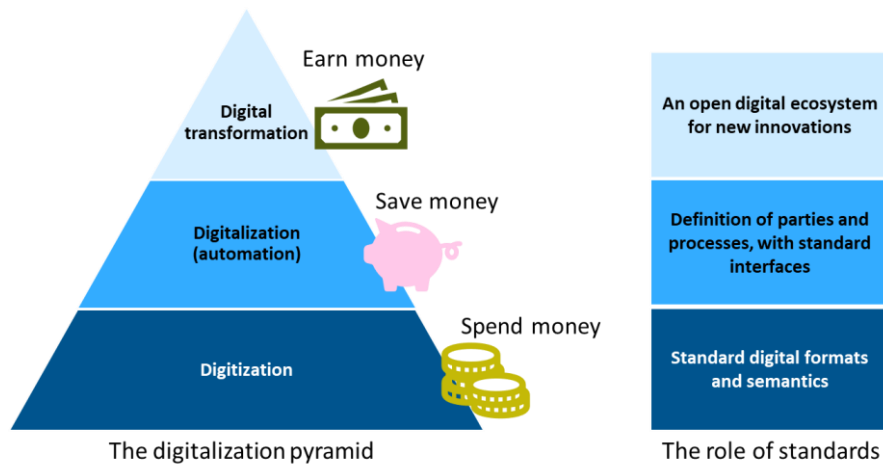 Earn money
Digital
transformation
An open digital ecosystem
for new innovations
Save money
Digitalization
(automation)
Definition of parties and
processes, with standard
interfaces
Spend money
Digitization
Standard digital formats
and semantics
The digitalization pyramid
The role of standards